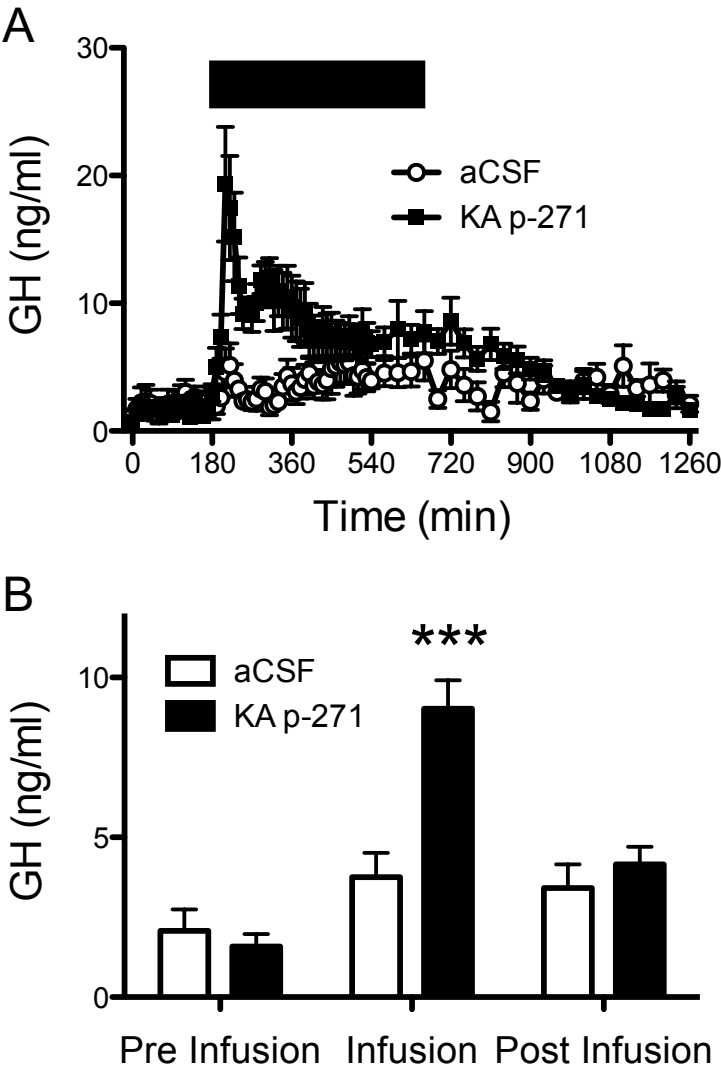 A
30
20
10
0
GH (ng/ml)
aCSF
KA p-271
0 180 360 540 720 900 1080 1260
Time (min)
B
10
5
0
GH (ng/ml)
***
aCSF
KA p-271
Pre Infusion Infusion Post Infusion